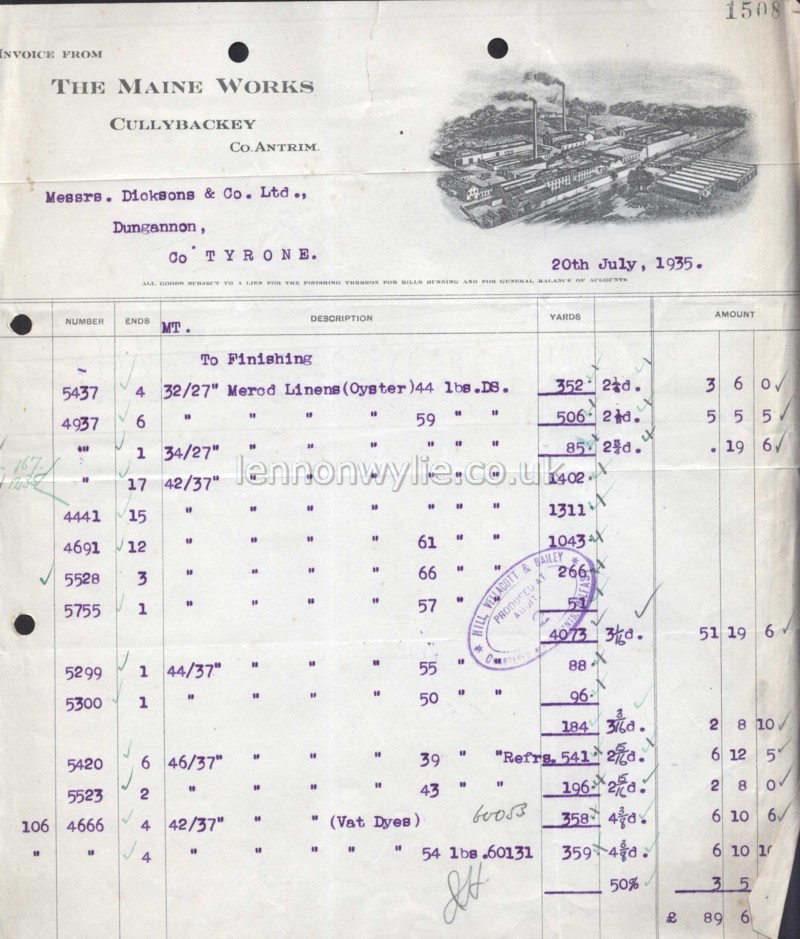 1508
INVOICE FROM
THE MAINE WORKS
CULLYBACKEY
CO. ANTRIM.
Messrs. Dicksons & Co. Ltd.,
Dungannon,
Co TYRONE.
20th July, 1935.
ALL GOODS SUBJECT TO A LIEN FOR THE FINISHING THEREON FOR BILLS RUNNING AND FOR GENERAL BALANCE OF ACCOUNTS
NUMBER ENDS MT. DESCRIPTION YARDS AMOUNT
To Finishing
5437 4 32/27" Merod Linens(Oyster)44 lbs.DS. 352 3 6 0
4937 6 " " " " 59 " " 506 5 5 5
" 1 34/27" " " " " " " 85 . 19 6
lennonwylie.co.uk
" 17 42/37" 1402
4441 15 " " " " " " " 1311
4691 12 " " " " 61 " " 1043
5528 3 " " " " 66 " " 266
5755 1 " " " " 57 " " 51
HILL, VELLACOTT & BAILEY
PRODUCED AT AUDIT
2
4073 3 1/16d. 51 19 6
5299 1 44/37" " " " 55 " 88
5300 1 " " " " 50 " " 96
184 3 3/16d. 2 8 10
5420 6 46/37" " " " 39 " "Refrs. 541 2 15/16d. 6 12 5
5523 2 " " " " 43 " " 196 2 15/16d. 2 8 0
106 4666 4 42/37" " " (Vat Dyes) 60053 358 4 3/8d. 6 10 6
" " 4 " " " " " 54 lbs.60131 359 4 3/8d. 6 10
50% 3 5
£ 89 6